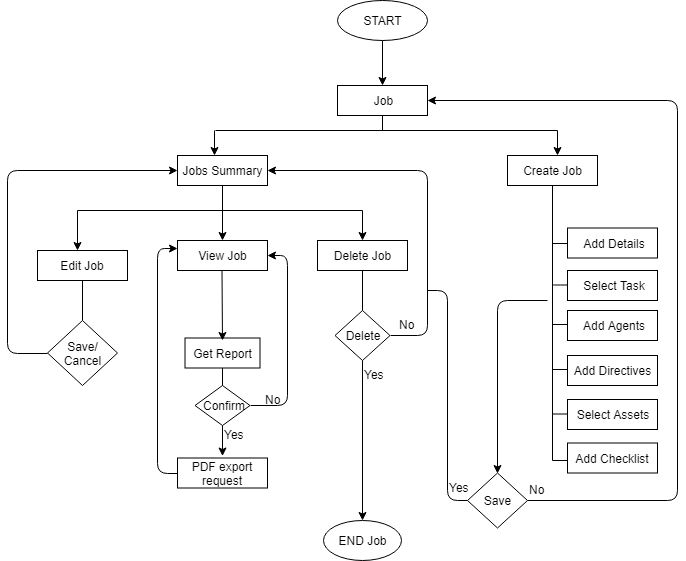 START
Job
Jobs Summary
Create Job
Edit Job
View Job
Delete Job
Add Details
Select Task
Add Agents
Add Directives
Select Assets
Add Checklist
Save/
Cancel
Get Report
Delete
No
Yes
Confirm
No
Yes
PDF export
request
Yes
Save
No
END Job